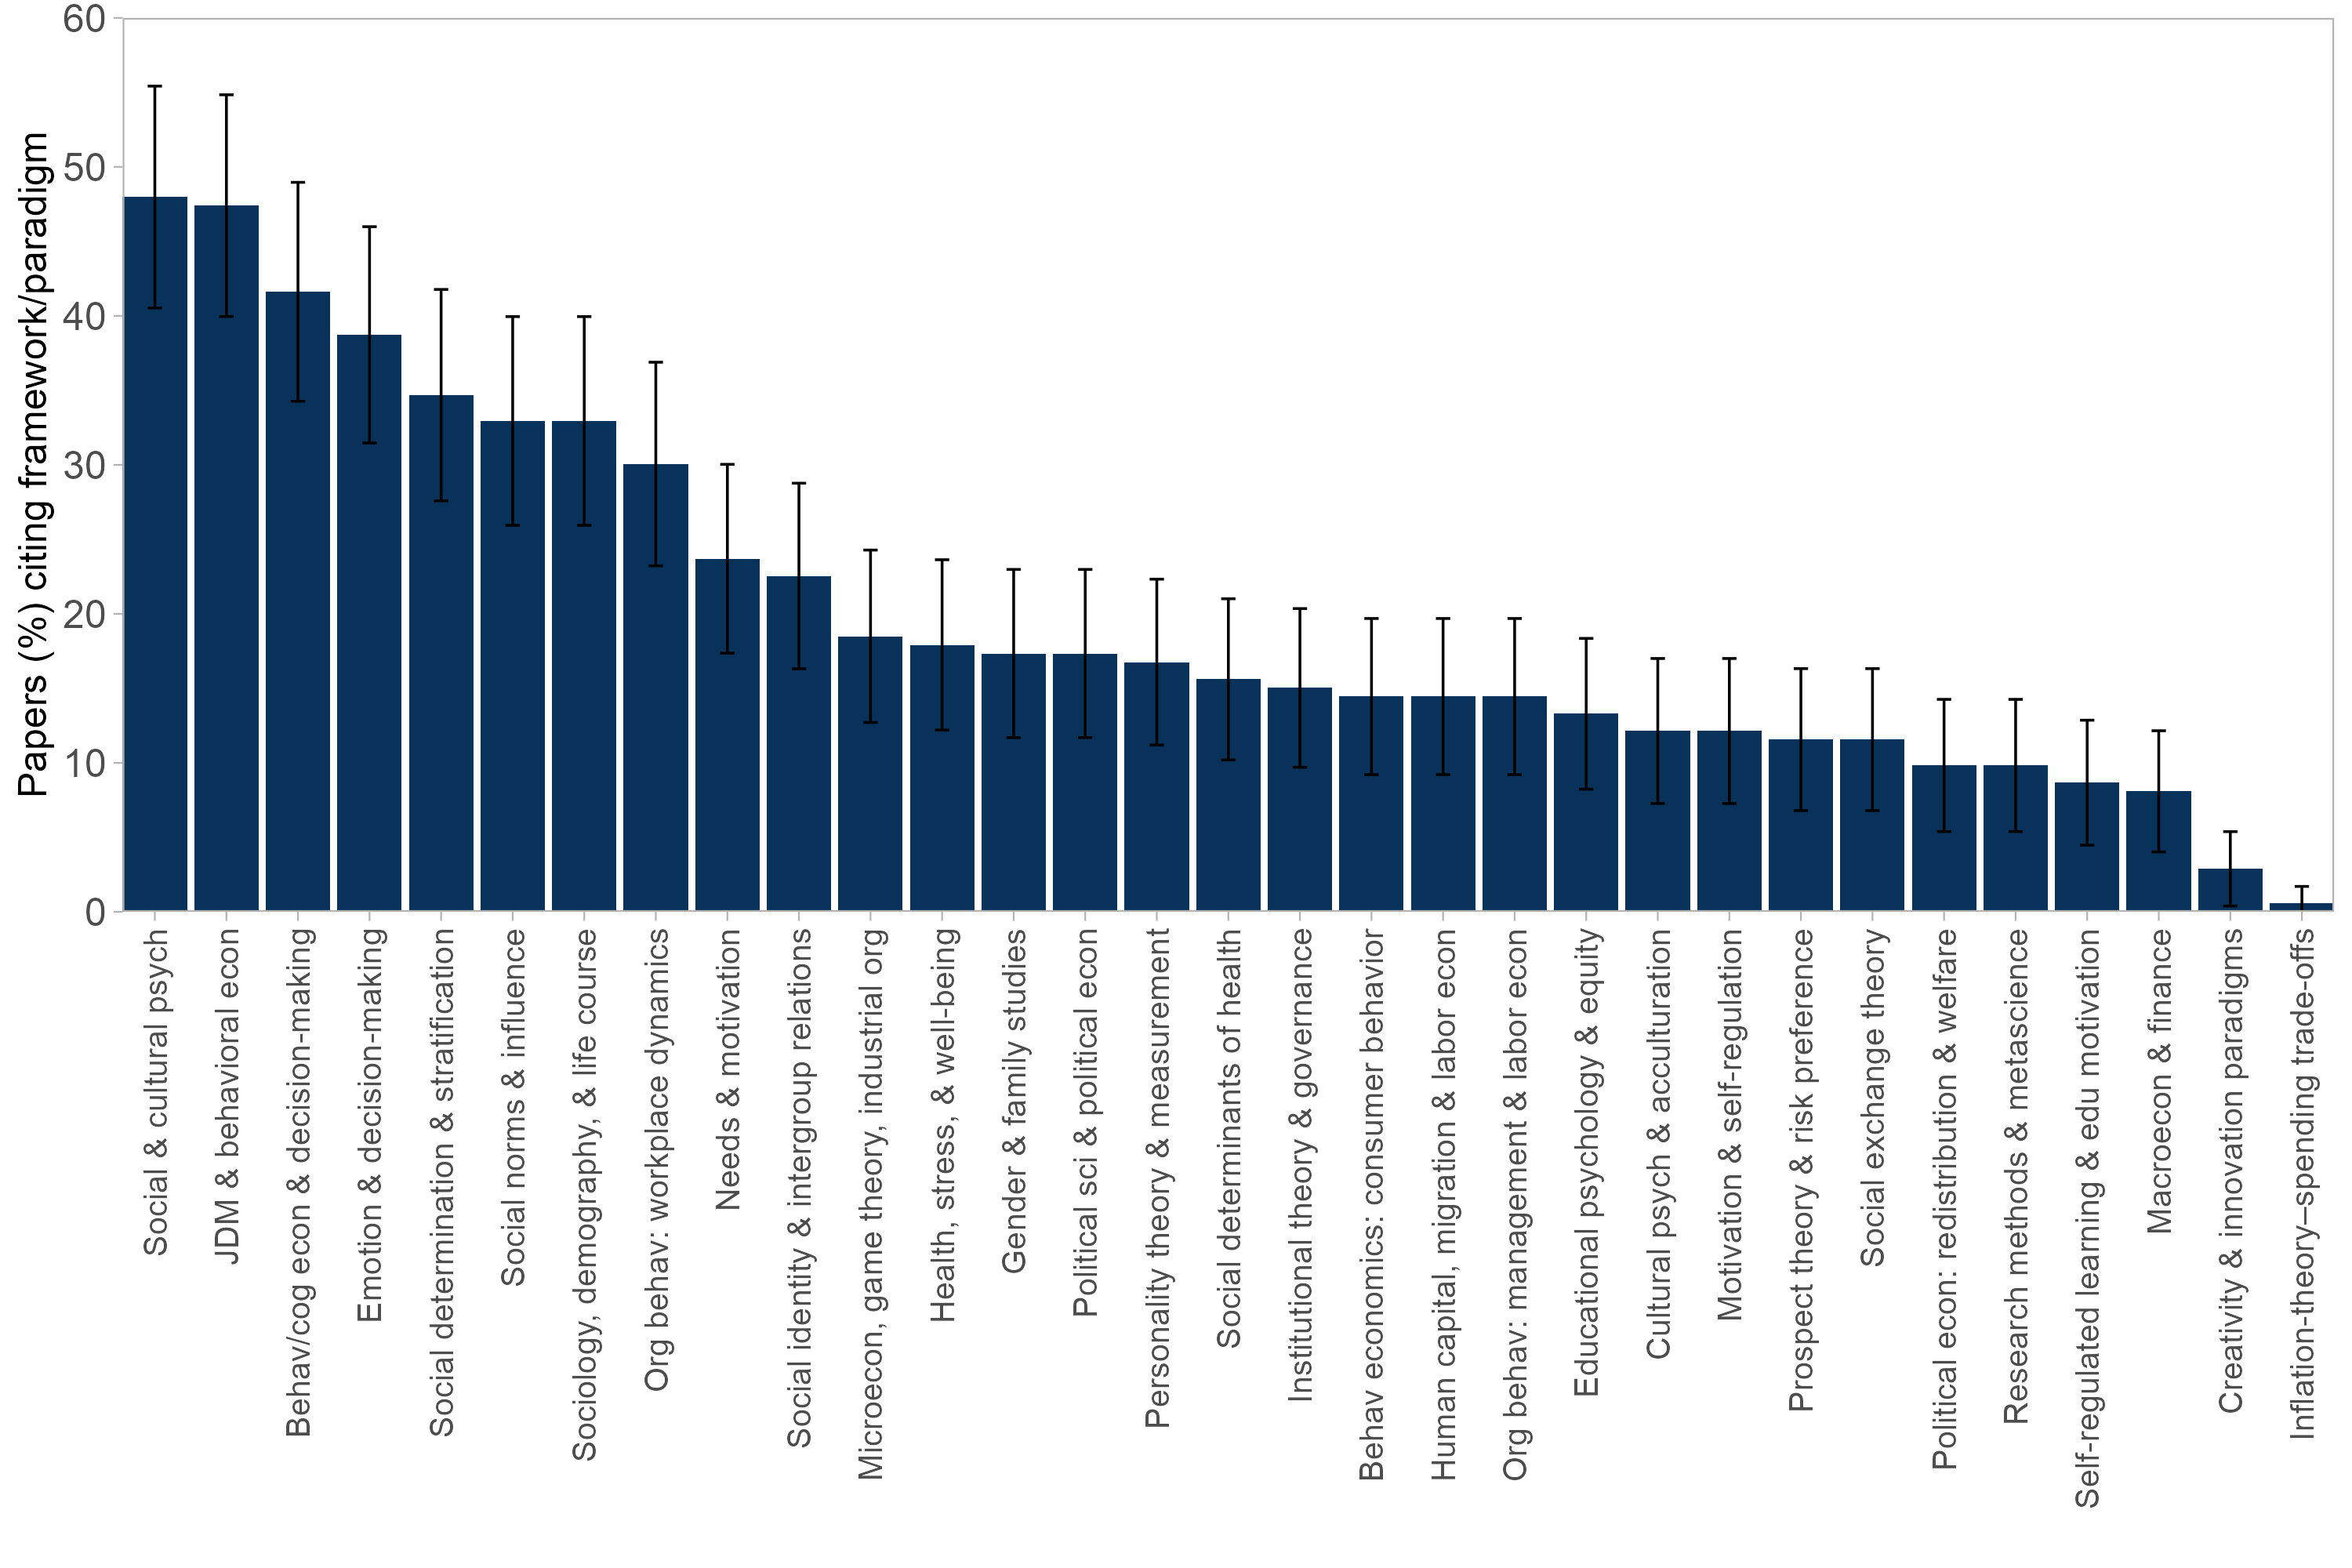 Papers (%) citing framework/paradigm
60
50
40
30
20
10
0
Social & cultural psych
JDM & behavioral econ
Behav/cog econ & decision-making
Emotion & decision-making
Social determination & stratification
Social norms & influence
Sociology, demography, & life course
Org behav: workplace dynamics
Needs & motivation
Social identity & intergroup relations
Microecon, game theory, industrial org
Health, stress, & well-being
Gender & family studies
Political sci & political econ
Personality theory & measurement
Social determinants of health
Institutional theory & governance
Behav economics: consumer behavior
Human capital, migration & labor econ
Org behav: management & labor econ
Educational psychology & equity
Cultural psych & acculturation
Motivation & self-regulation
Prospect theory & risk preference
Social exchange theory
Political econ: redistribution & welfare
Research methods & metascience
Self-regulated learning & edu motivation
Macroecon & finance
Creativity & innovation paradigms
Inflation-theory–spending trade-offs